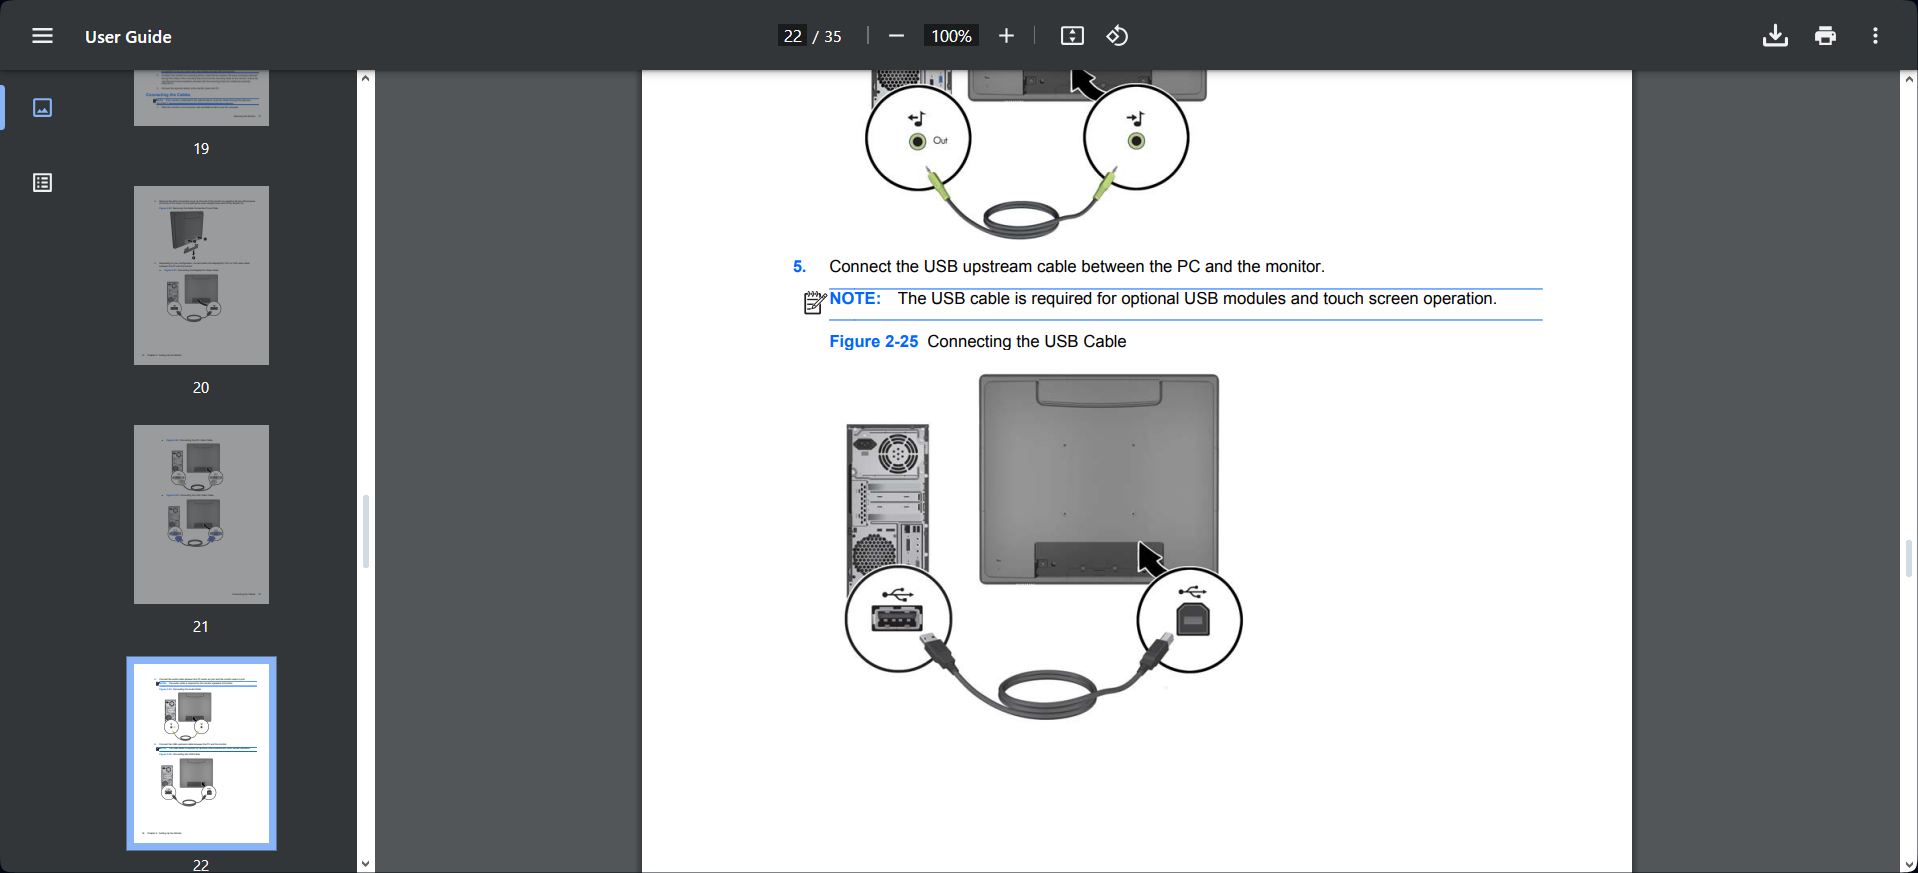 User Guide
22 / 35
100%
19
20
21
22
Out
5. Connect the USB upstream cable between the PC and the monitor.
NOTE: The USB cable is required for optional USB modules and touch screen operation.
Figure 2-25 Connecting the USB Cable